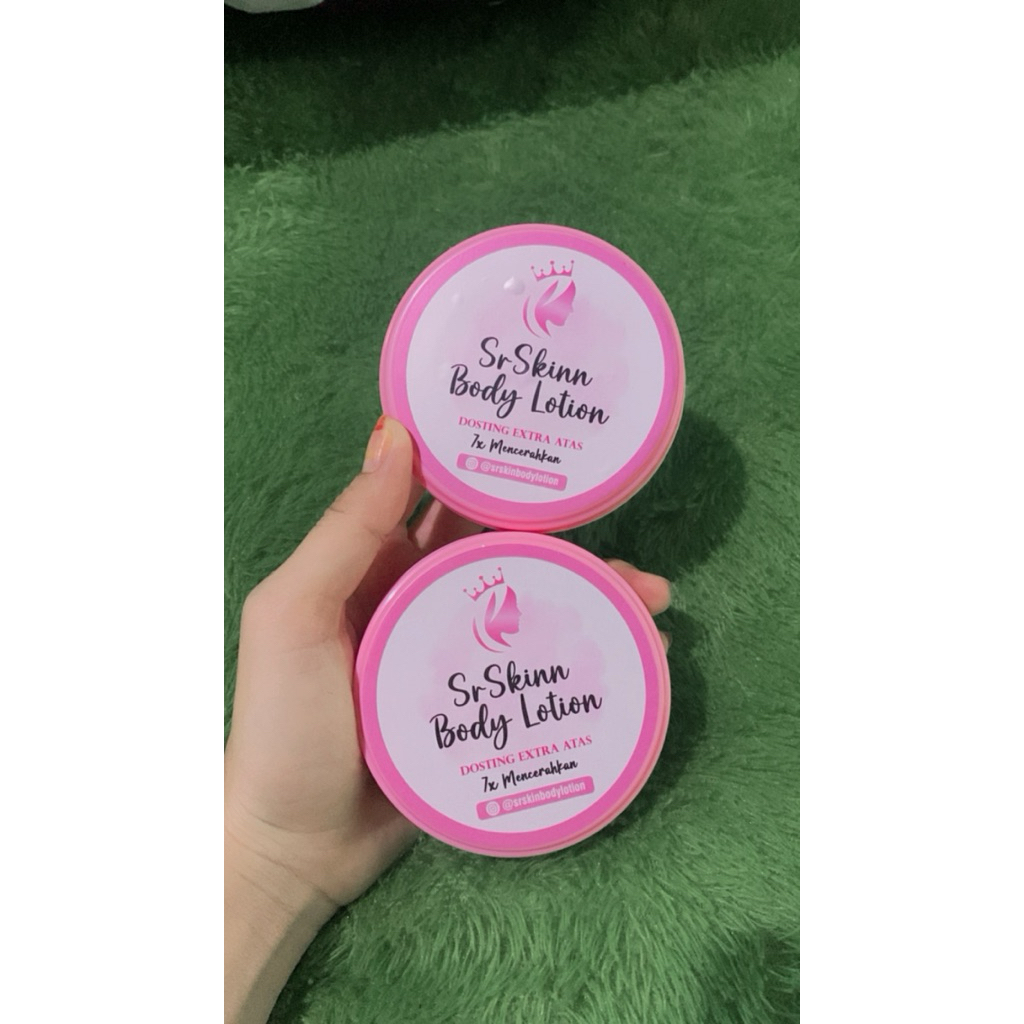 SrSkinn
Body Lotion
DOSTING EXTRA ATAS
7x Mencerahkan
@srskinbodylotion
SrSkinn
Body Lotion
DOSTING EXTRA ATAS
7x Mencerahkan
@srskinbodylotion